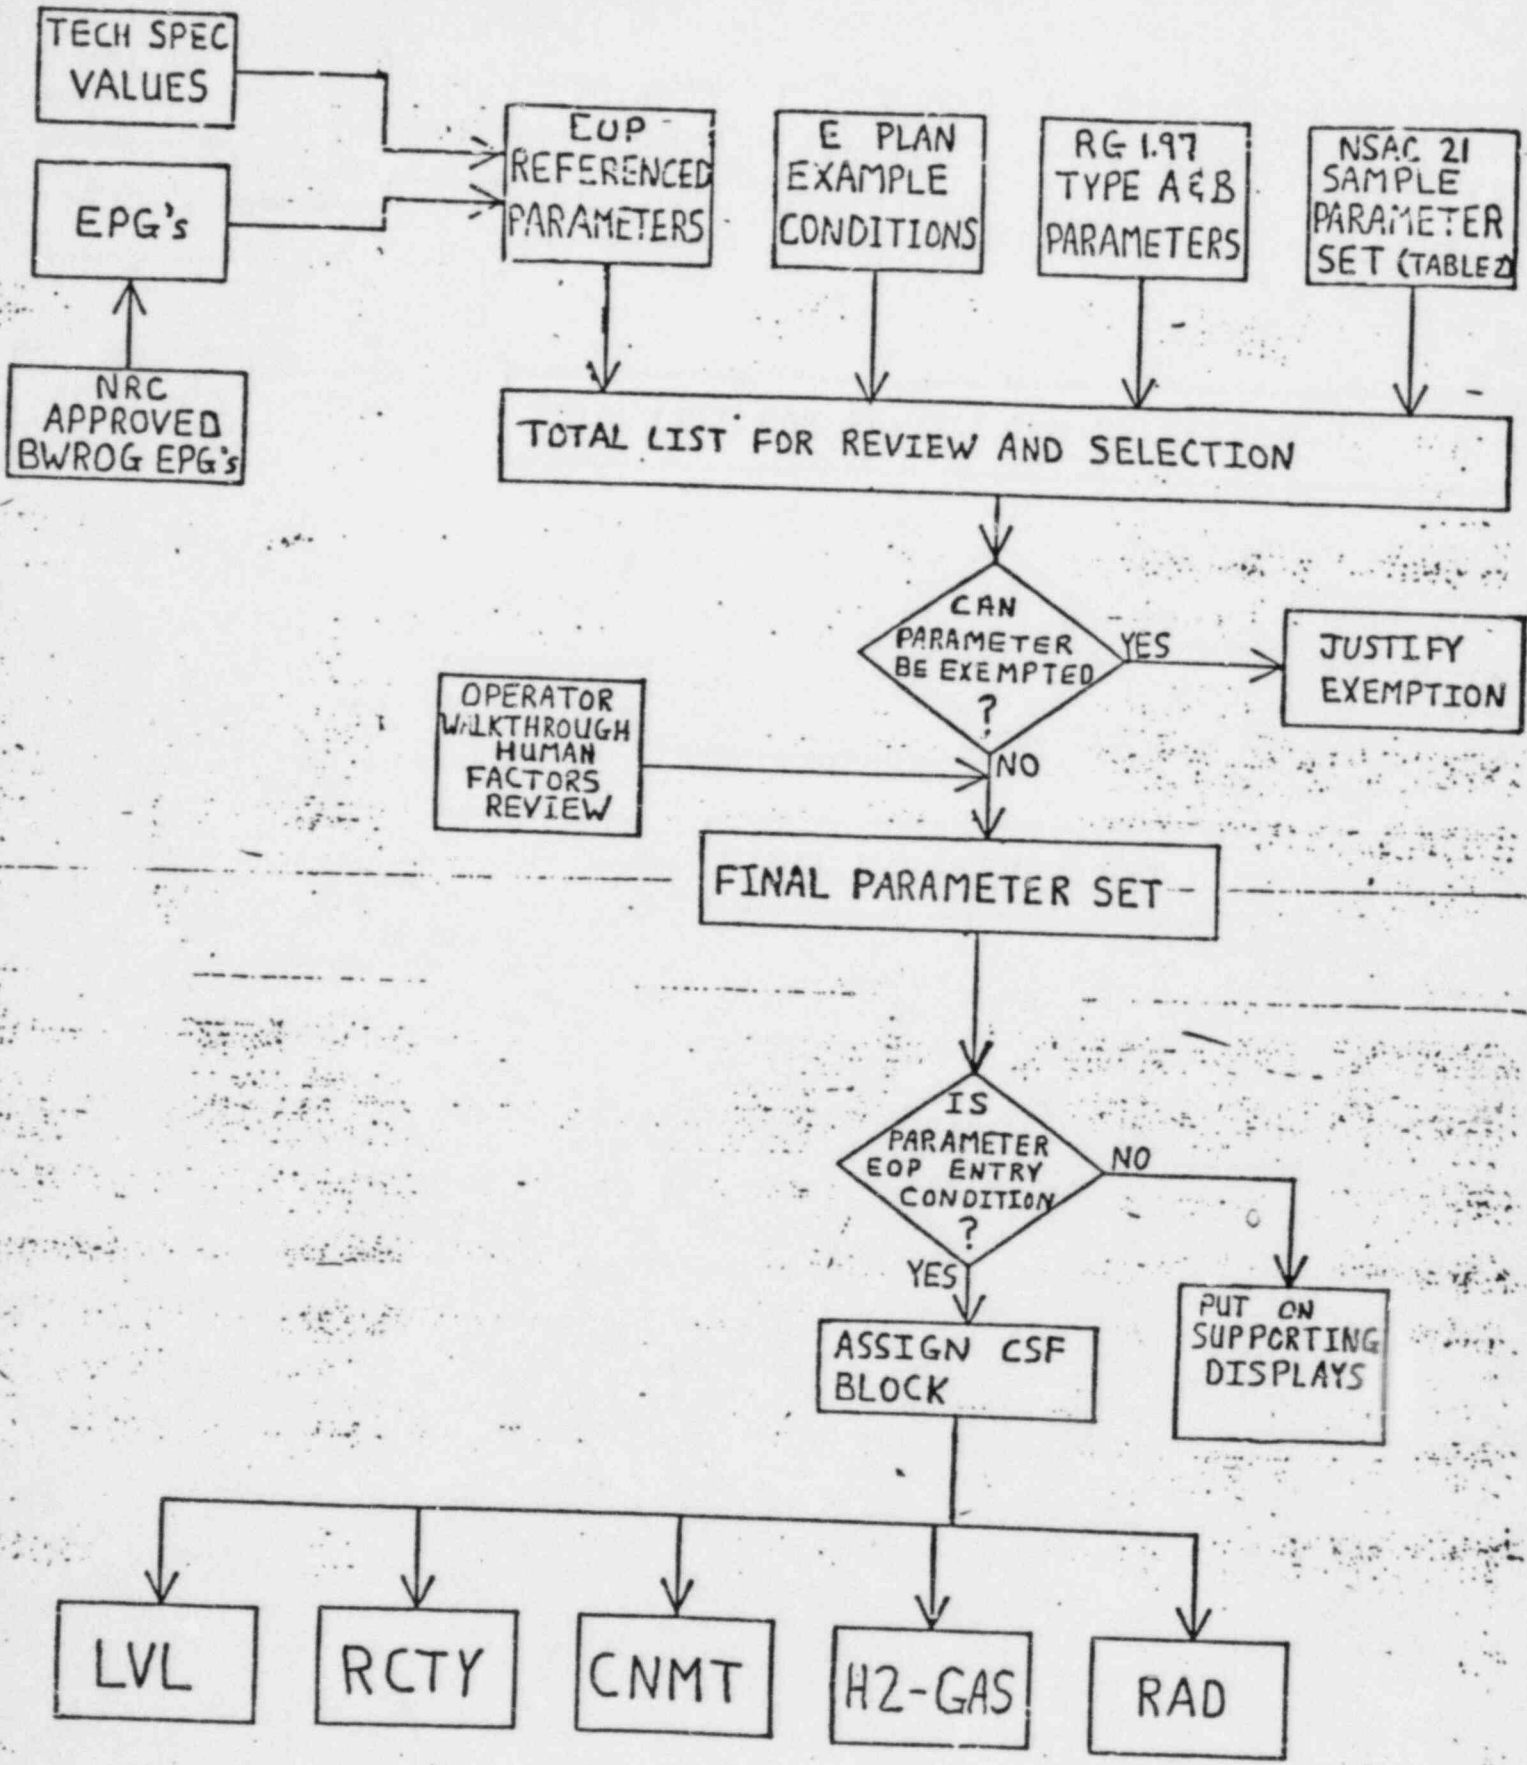 TECH SPEC
VALUES
EPG's
NRC
APPROVED
BWROG EPG's
EOP
REFERENCED
PARAMETERS
E PLAN
EXAMPLE
CONDITIONS
RG 1.97
TYPE A & B
PARAMETERS
NSAC 21
SAMPLE
PARAMETER
SET (TABLE 2)
TOTAL LIST FOR REVIEW AND SELECTION
CAN
PARAMETER
BE EXEMPTED
?
YES
JUSTIFY
EXEMPTION
NO
OPERATOR
WALKTHROUGH
HUMAN
FACTORS
REVIEW
FINAL PARAMETER SET
IS
PARAMETER
EOP ENTRY
CONDITION
?
NO
PUT ON
SUPPORTING
DISPLAYS
YES
ASSIGN CSF
BLOCK
LVL
RCTY
CNMT
H2-GAS
RAD